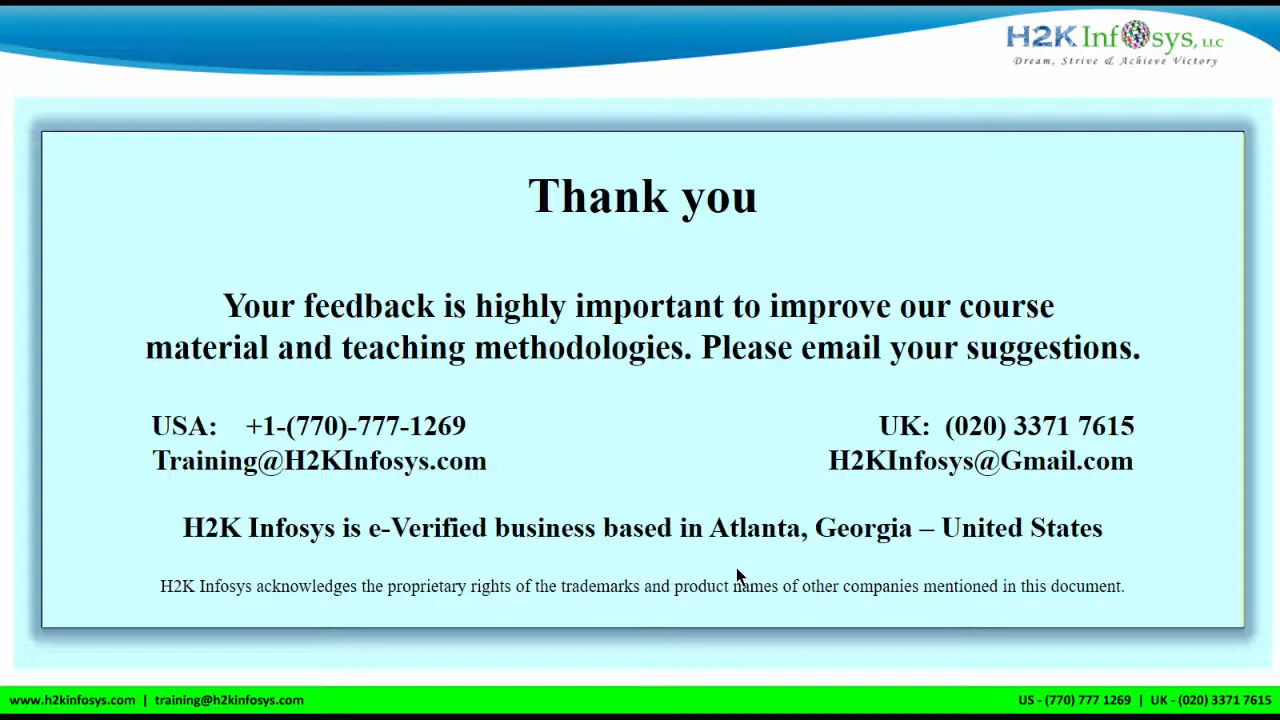 H2K Infosys, LLC
Dream, Strive & Achieve Victory
Thank you
Your feedback is highly important to improve our course
material and teaching methodologies. Please email your suggestions.
USA: +1-(770)-777-1269 UK: (020) 3371 7615
Training@H2KInfosys.com H2KInfosys@Gmail.com
H2K Infosys is e-Verified business based in Atlanta, Georgia – United States
H2K Infosys acknowledges the proprietary rights of the trademarks and product names of other companies mentioned in this document.
www.h2kinfosys.com | training@h2kinfosys.com US - (770) 777 1269 | UK - (020) 3371 7615